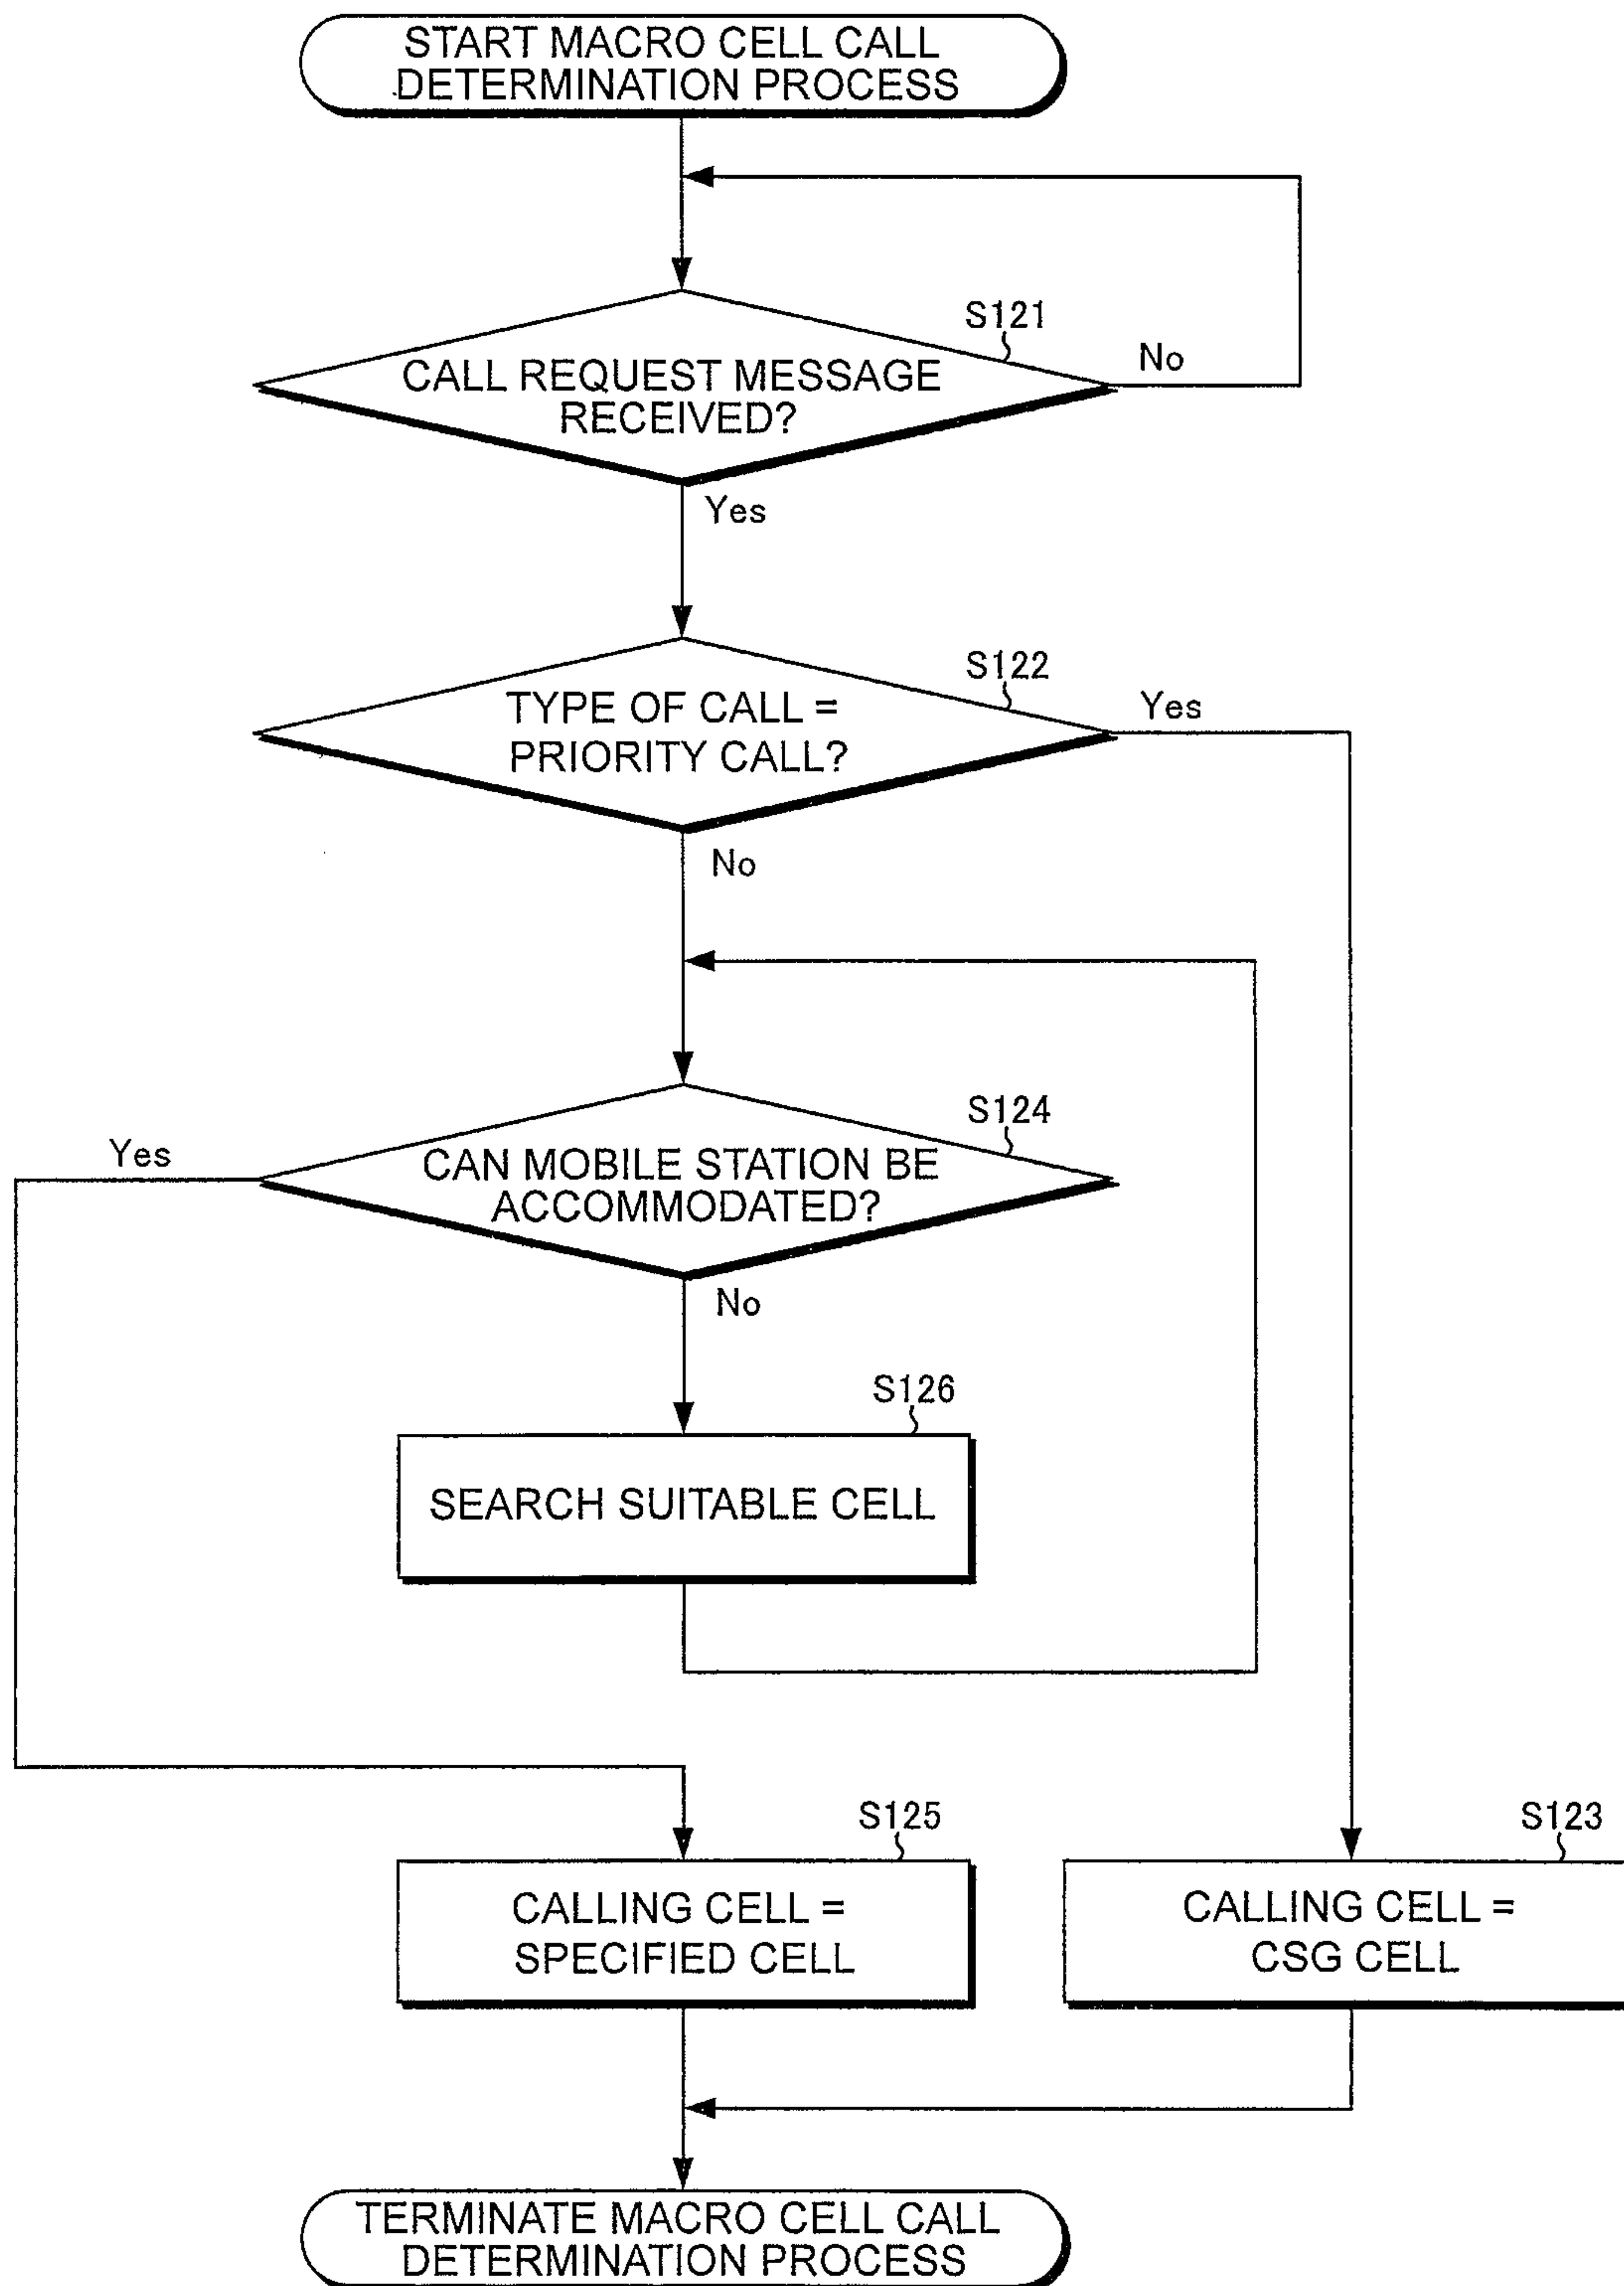 START MACRO CELL CALL
DETERMINATION PROCESS
S121
CALL REQUEST MESSAGE
RECEIVED?
No
Yes
S122
TYPE OF CALL =
PRIORITY CALL?
Yes
No
S124
Yes
CAN MOBILE STATION BE
ACCOMMODATED?
No
S126
SEARCH SUITABLE CELL
S125
CALLING CELL =
SPECIFIED CELL
S123
CALLING CELL =
CSG CELL
TERMINATE MACRO CELL CALL
DETERMINATION PROCESS